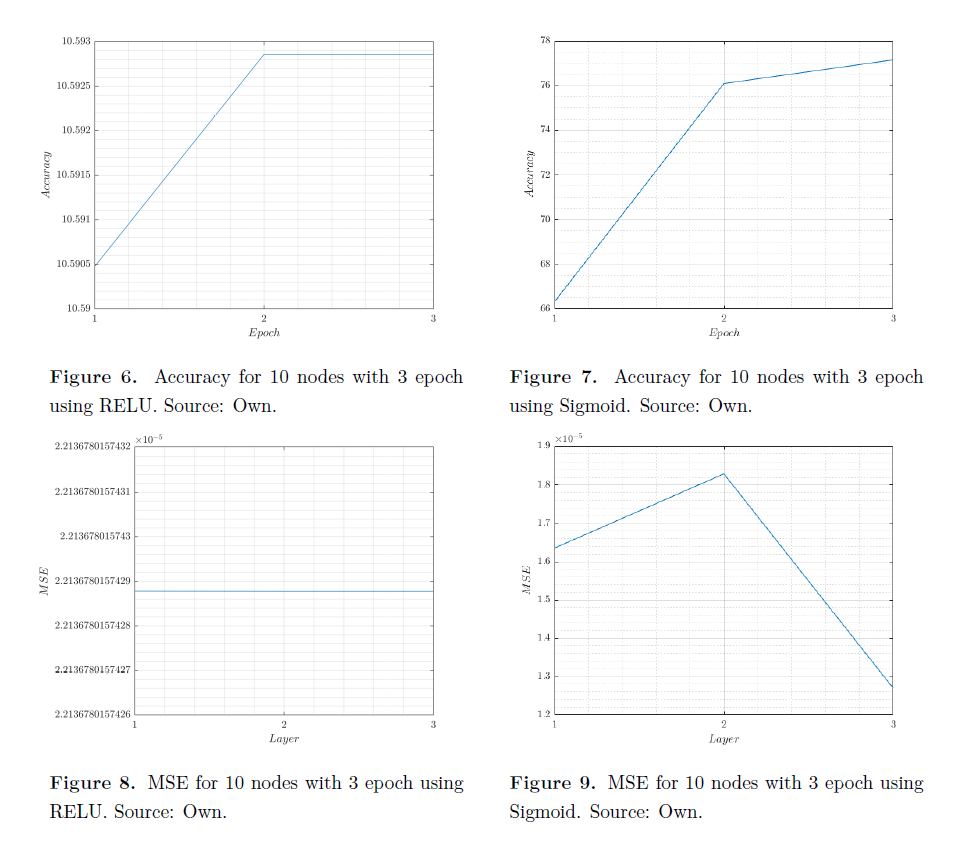 10.593
10.5925
10.592
10.5915
10.591
10.5905
10.59
Accuracy
1 2 3
Epoch
78
76
74
72
70
68
66
Accuracy
1 2 3
Epoch
Figure 6. Accuracy for 10 nodes with 3 epoch
using RELU. Source: Own.
Figure 7. Accuracy for 10 nodes with 3 epoch
using Sigmoid. Source: Own.
×10⁻⁵
2.2136780157432
2.2136780157431
2.213678015743
2.2136780157429
2.2136780157428
2.2136780157427
2.2136780157426
MSE
1 2 3
Layer
×10⁻⁵
1.9
1.8
1.7
1.6
1.5
1.4
1.3
1.2
MSE
1 2 3
Layer
Figure 8. MSE for 10 nodes with 3 epoch using
RELU. Source: Own.
Figure 9. MSE for 10 nodes with 3 epoch using
Sigmoid. Source: Own.